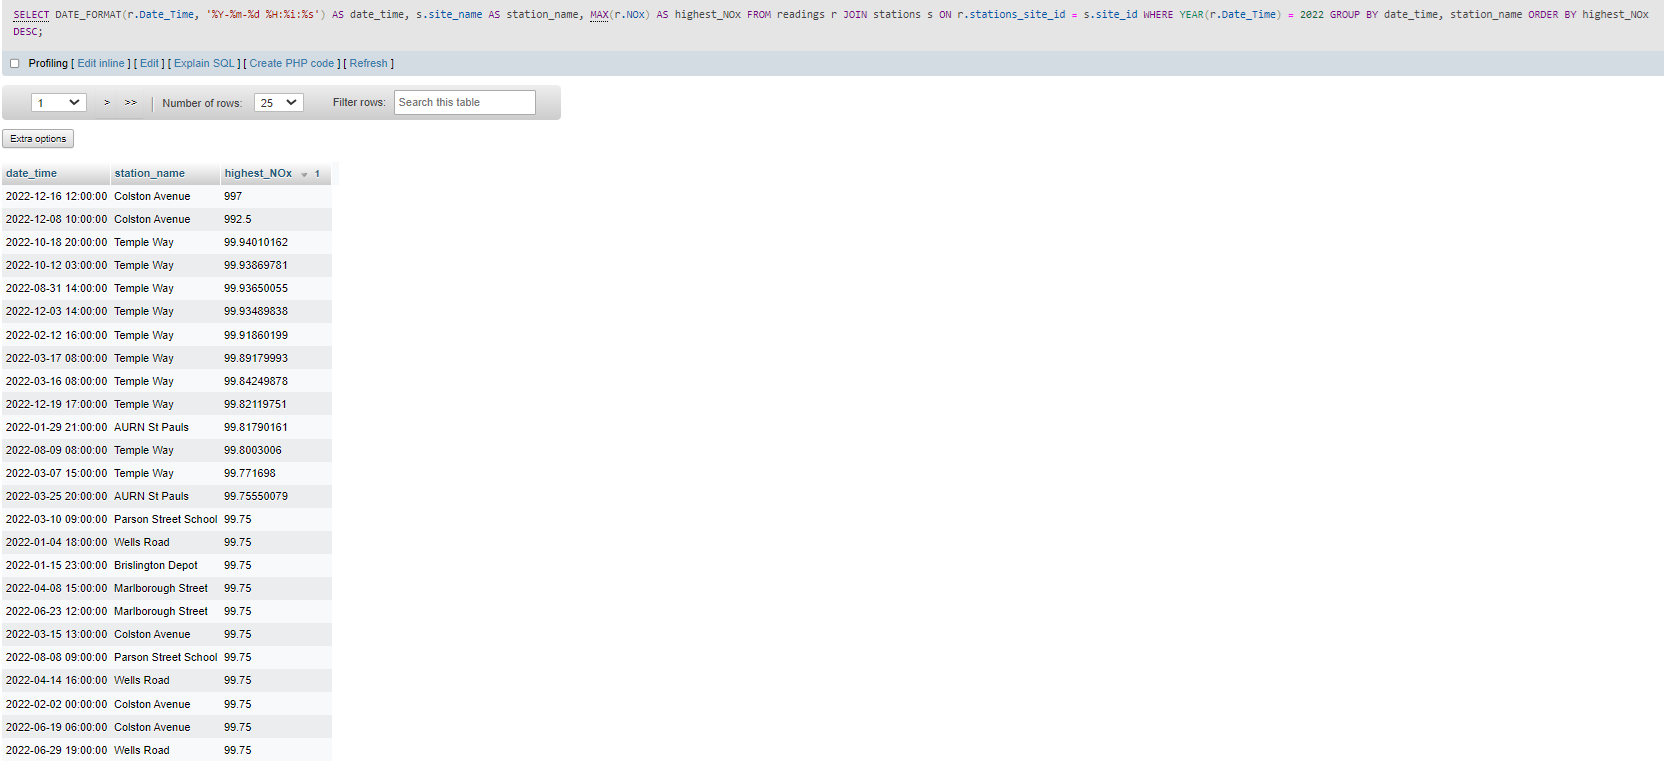 SELECT DATE_FORMAT(r.Date_Time, '%Y-%m-%d %H:%i:%s') AS date_time, s.site_name AS station_name, MAX(r.NOx) AS highest_NOx FROM readings r JOIN stations s ON r.stations_site_id = s.site_id WHERE YEAR(r.Date_Time) = 2022 GROUP BY date_time, station_name ORDER BY highest_NOx
DESC;
Profiling [ Edit inline ] [ Edit ] [ Explain SQL ] [ Create PHP code ] [ Refresh ]
1 > >> | Number of rows: 25 Filter rows: Search this table
Extra options
date_time station_name highest_NOx 1
2022-12-16 12:00:00 Colston Avenue 997
2022-12-08 10:00:00 Colston Avenue 992.5
2022-10-18 20:00:00 Temple Way 99.94010162
2022-10-12 03:00:00 Temple Way 99.93869781
2022-08-31 14:00:00 Temple Way 99.93650055
2022-12-03 14:00:00 Temple Way 99.93489838
2022-02-12 16:00:00 Temple Way 99.91860199
2022-03-17 08:00:00 Temple Way 99.89179993
2022-03-16 08:00:00 Temple Way 99.84249878
2022-12-19 17:00:00 Temple Way 99.82119751
2022-01-29 21:00:00 AURN St Pauls 99.81790161
2022-08-09 08:00:00 Temple Way 99.8003006
2022-03-07 15:00:00 Temple Way 99.771698
2022-03-25 20:00:00 AURN St Pauls 99.75550079
2022-03-10 09:00:00 Parson Street School 99.75
2022-01-04 18:00:00 Wells Road 99.75
2022-01-15 23:00:00 Brislington Depot 99.75
2022-04-08 15:00:00 Marlborough Street 99.75
2022-06-23 12:00:00 Marlborough Street 99.75
2022-03-15 13:00:00 Colston Avenue 99.75
2022-08-08 09:00:00 Parson Street School 99.75
2022-04-14 16:00:00 Wells Road 99.75
2022-02-02 00:00:00 Colston Avenue 99.75
2022-06-19 06:00:00 Colston Avenue 99.75
2022-06-29 19:00:00 Wells Road 99.75